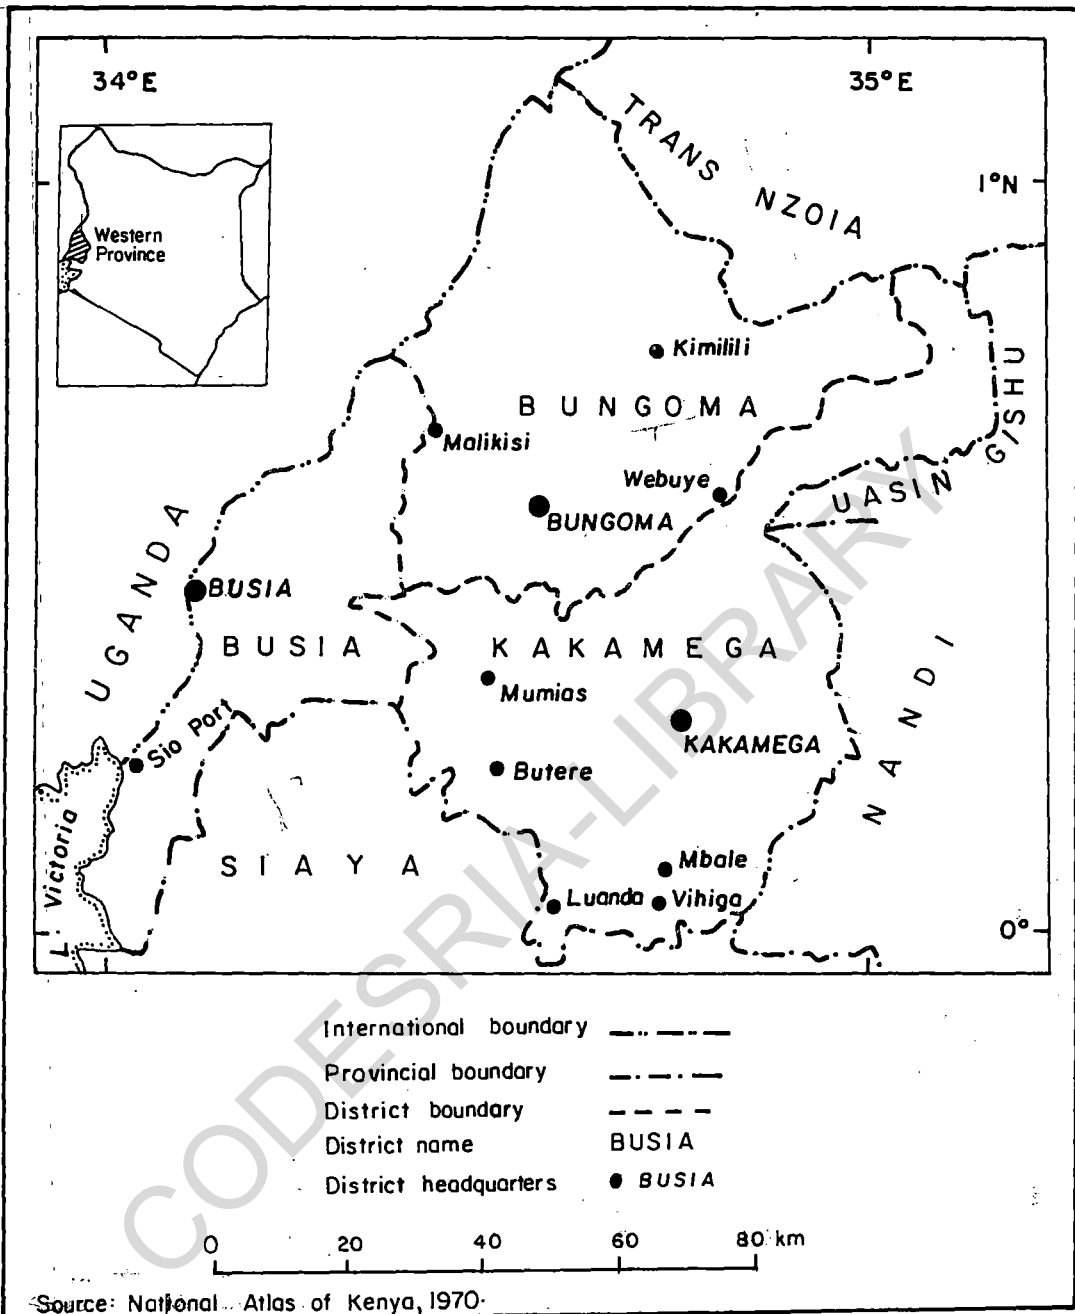 34°E
35°E
TRANS NZOIA
1°N
Western
Province
Kimilili
BUNGOMA
Malikisi
GISHU
Webuye
UASIN
BUNGOMA
UGANDA
BUSIA
BUSIA
KAKAMEGA
NANDI
Mumias
Sio Port
KAKAMEGA
Butere
L. Victoria
SIAYA
Mbale
Luanda
Vihiga
0°
International boundary
Provincial boundary
District boundary
District name BUSIA
District headquarters BUSIA
0 20 40 60 80 km
Source: National Atlas of Kenya, 1970.
CODESRIA-LIBRARY